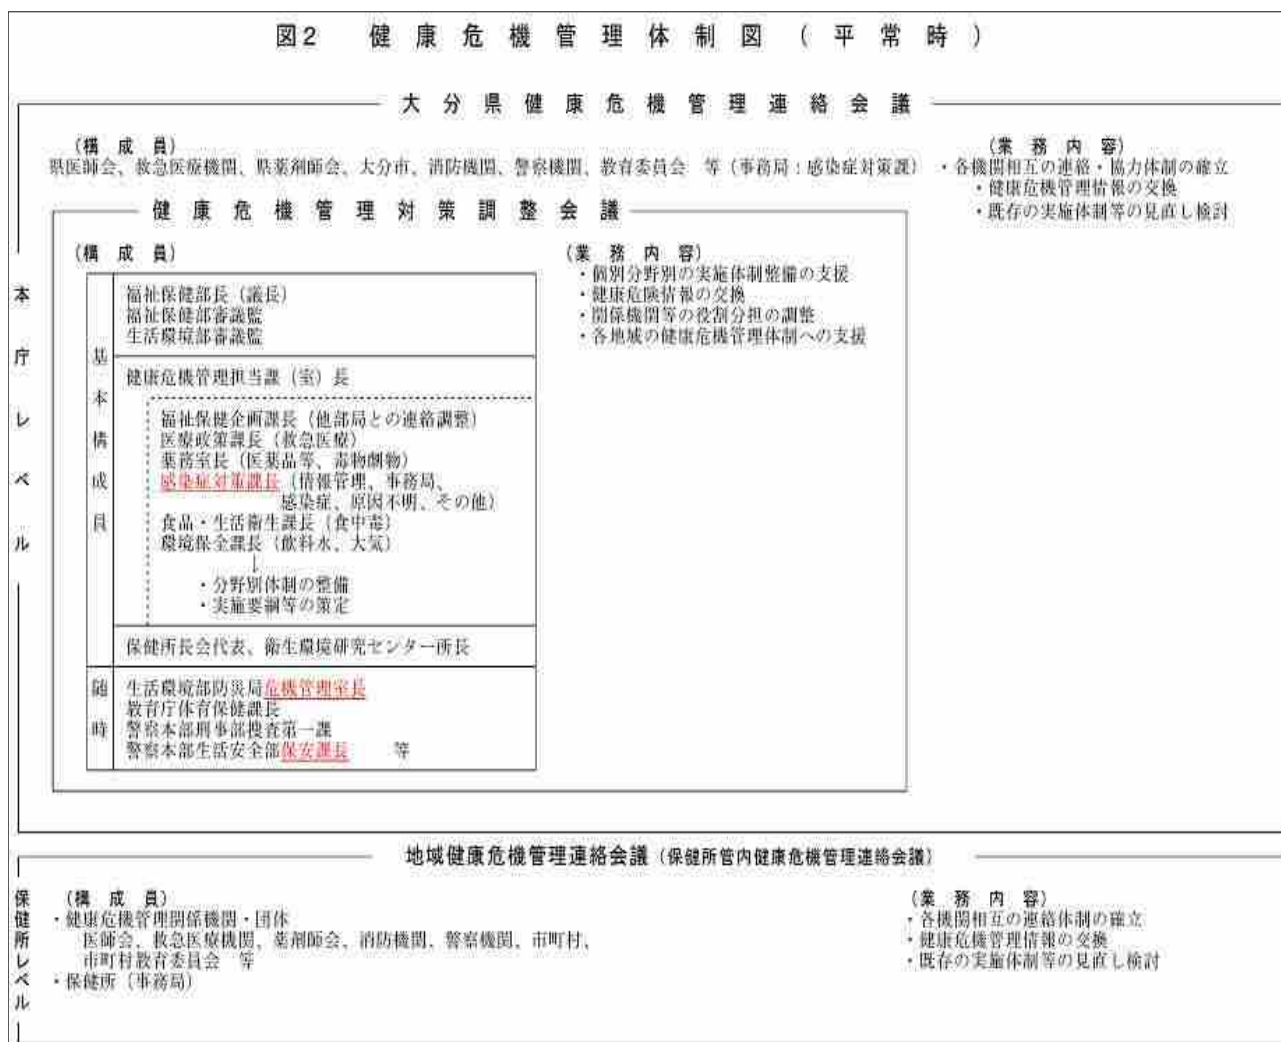 図2 健康危機管理体制図(平常時)
大分県健康危機管理連絡会議
(構成員)
県医師会、救急医療機関、県薬剤師会、大分市、消防機関、警察機関、教育委員会 等(事務局:感染症対策課)
(業務内容)
・各機関相互の連絡・協力体制の確立
・健康危機管理情報の交換
・既存の実施体制等の見直し検討
本庁レベル
健康危機管理対策調整会議
(構成員)
基本構成員
福祉保健部長(議長)
福祉保健部審議監
生活環境部審議監
健康危機管理担当課(室)長
福祉保健企画課長(他部局との連絡調整)
医療政策課長(救急医療)
薬務室長(医薬品等、毒物劇物)
感染症対策課長(情報管理、事務局、
感染症、原因不明、その他)
食品・生活衛生課長(食中毒)
環境保全課長(飲料水、大気)
↓
・分野別体制の整備
・実施要綱等の策定
保健所長会代表、衛生環境研究センター所長
随時
生活環境部防災局危機管理室長
教育庁体育保健課長
警察本部刑事部捜査第一課
警察本部生活安全部保安課長 等
(業務内容)
・個別分野別の実施体制整備の支援
・健康危険情報の交換
・関係機関等の役割分担の調整
・各地域の健康危機管理体制への支援
地域健康危機管理連絡会議(保健所管内健康危機管理連絡会議)
保健所レベル
(構成員)
・健康危機管理関係機関・団体
医師会、救急医療機関、薬剤師会、消防機関、警察機関、市町村、
市町村教育委員会 等
・保健所(事務局)
(業務内容)
・各機関相互の連絡体制の確立
・健康危機管理情報の交換
・既存の実施体制等の見直し検討